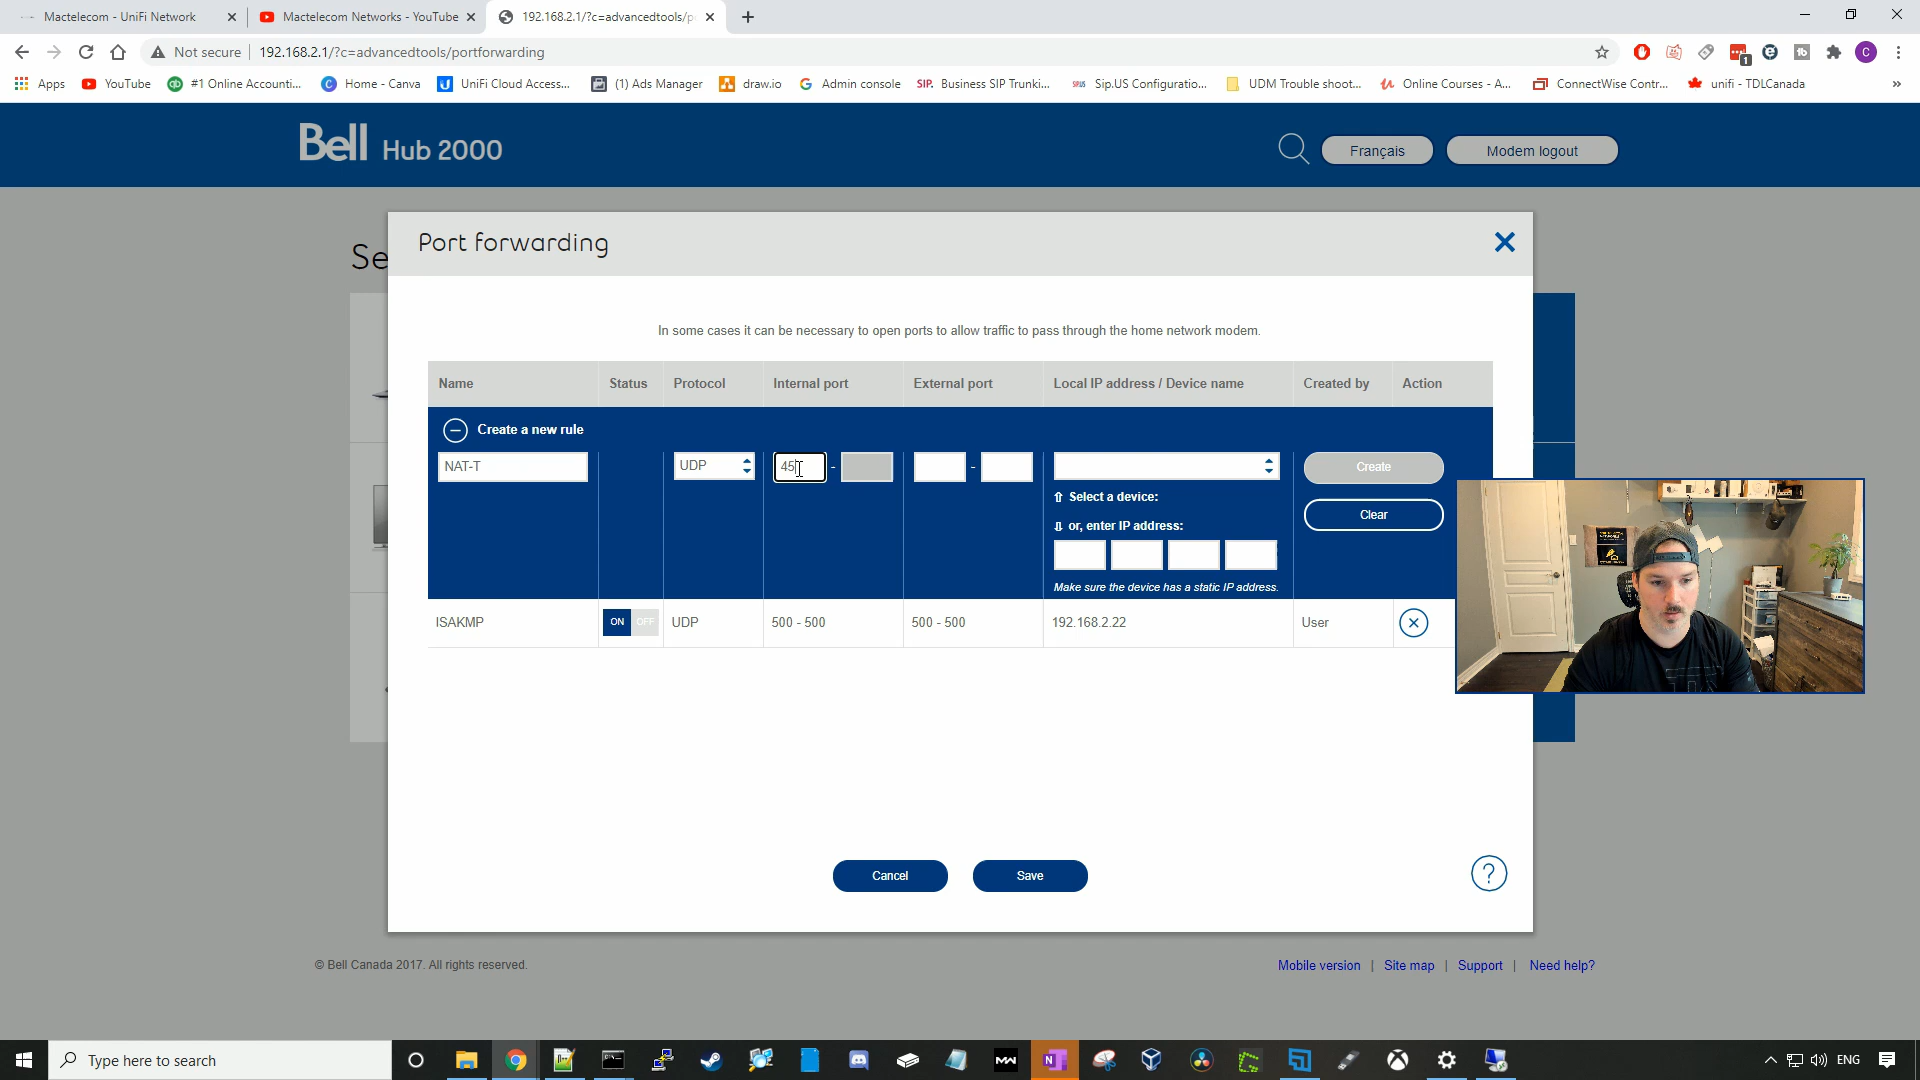 Mactelecom - UniFi Network
Mactelecom Networks - YouTube
192.168.2.1/?c=advancedtools/p
Not secure
192.168.2.1/?c=advancedtools/portforwarding
1
C
Apps
YouTube
#1 Online Accounti...
Home - Canva
UniFi Cloud Access...
(1) Ads Manager
draw.io
Admin console
SIP. Business SIP Trunki...
Sip.US Configuratio...
UDM Trouble shoot...
Online Courses - A...
ConnectWise Contr...
unifi - TDLCanada
»
Bell Hub 2000
Français
Modem logout
Se
Port forwarding
In some cases it can be necessary to open ports to allow traffic to pass through the home network modem.
Name
Status
Protocol
Internal port
External port
Local IP address / Device name
Created by
Action
Create a new rule
NAT-T
UDP
45
-
-
Create
⇧ Select a device:
Clear
⇩ or, enter IP address:
Make sure the device has a static IP address.
ISAKMP
ON
OFF
UDP
500 - 500
500 - 500
192.168.2.22
User
Cancel
Save
?
© Bell Canada 2017. All rights reserved.
Mobile version | Site map | Support | Need help?
Type here to search
ENG